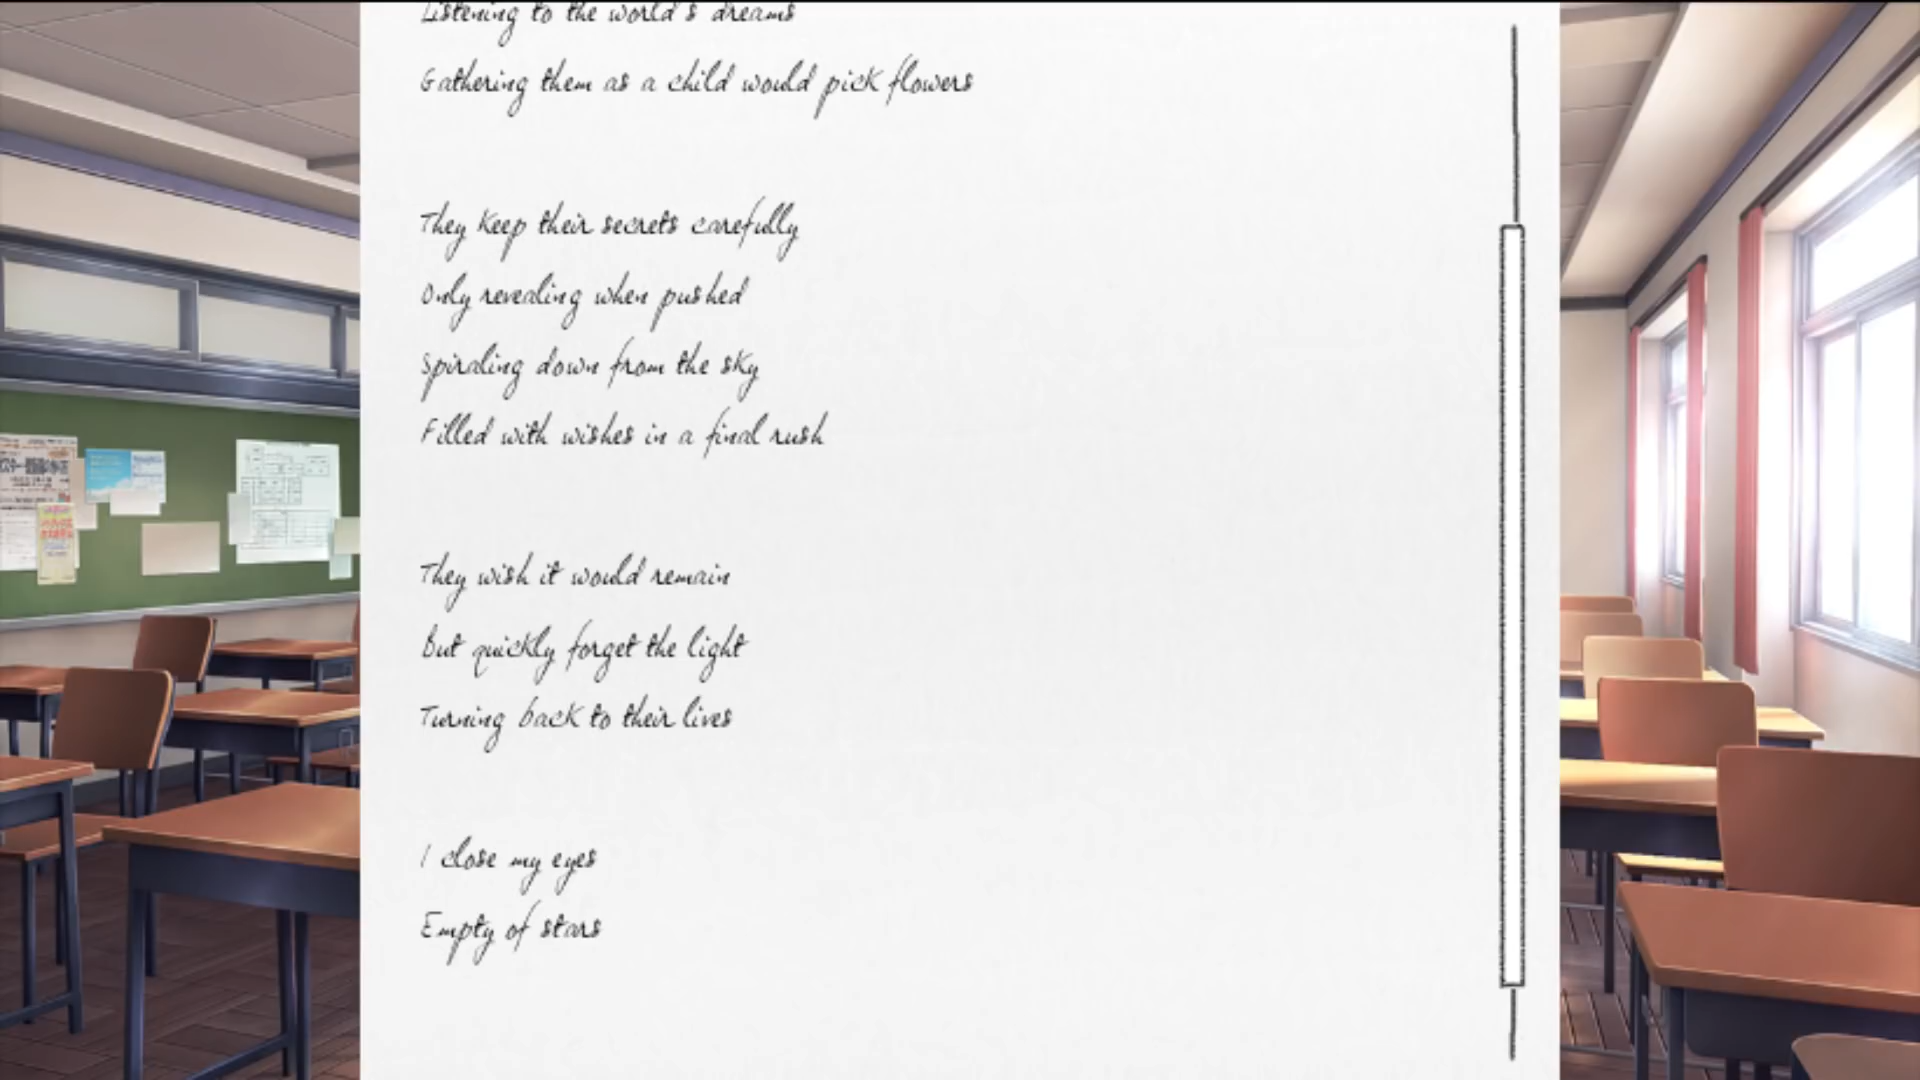 Listening to the world's dreams
Gathering them as a child would pick flowers
They keep their secrets carefully
Only revealing when pushed
Spiraling down from the sky
Filled with wishes in a final rush
They wish it would remain
But quickly forget the light
Turning back to their lives
I close my eyes
Empty of stars